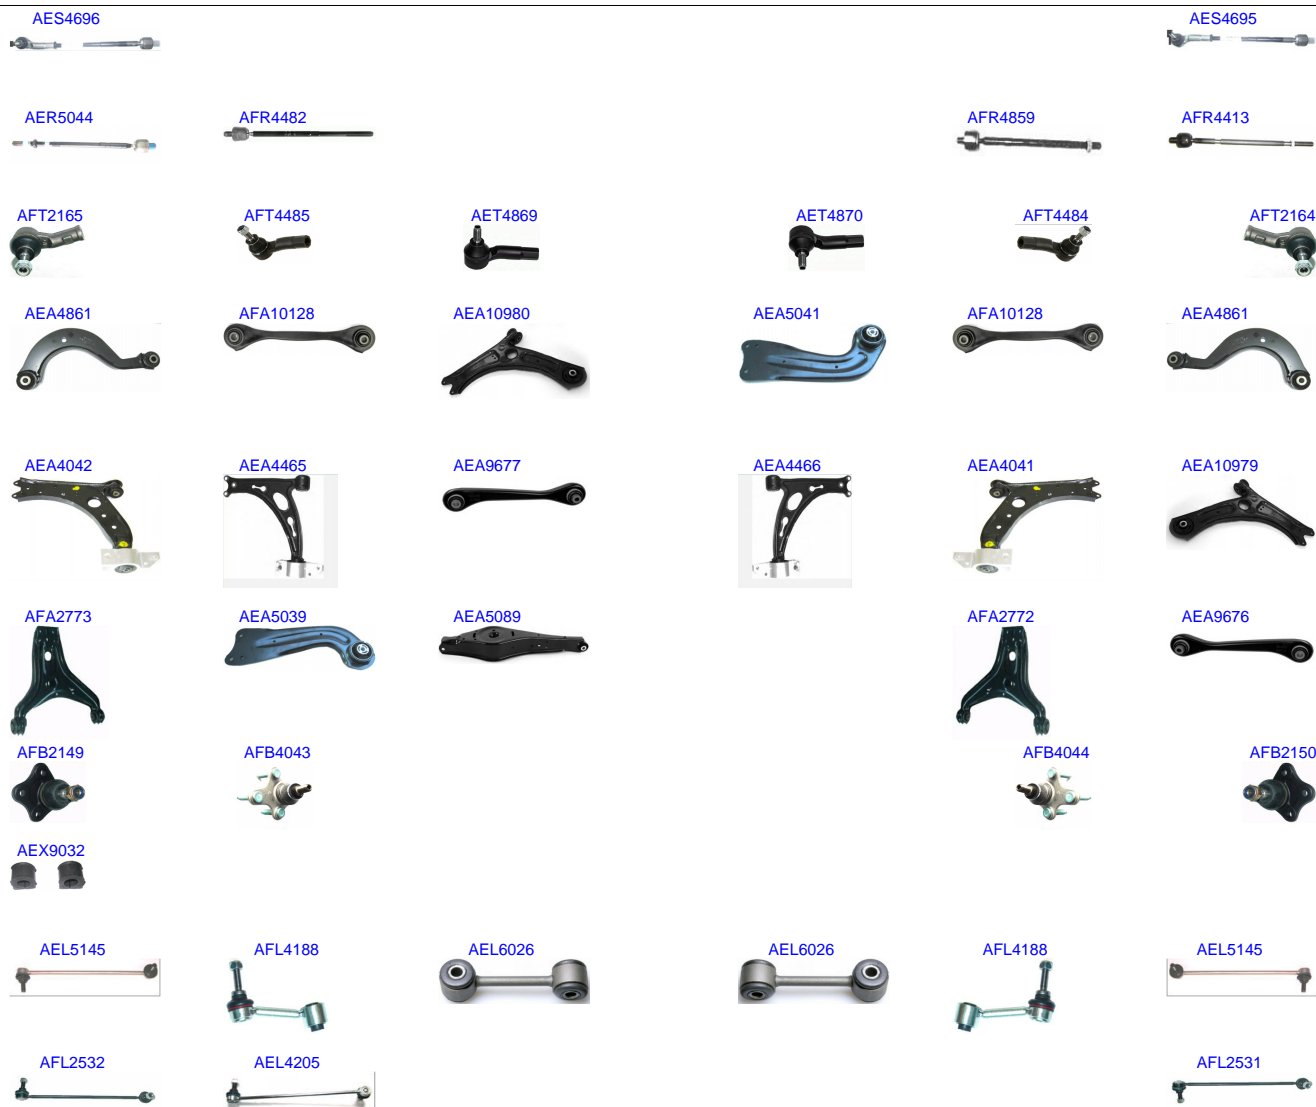 AES4696 AES4695
AER5044 AFR4482 AFR4859 AFR4413
AFT2165 AFT4485 AET4869 AET4870 AFT4484 AFT2164
AEA4861 AFA10128 AEA10980 AEA5041 AFA10128 AEA4861
AEA4042 AEA4465 AEA9677 AEA4466 AEA4041 AEA10979
AFA2773 AEA5039 AEA5089 AFA2772 AEA9676
AFB2149 AFB4043 AFB4044 AFB2150
AEX9032
AEL5145 AFL4188 AEL6026 AEL6026 AFL4188 AEL5145
AFL2532 AEL4205 AFL2531